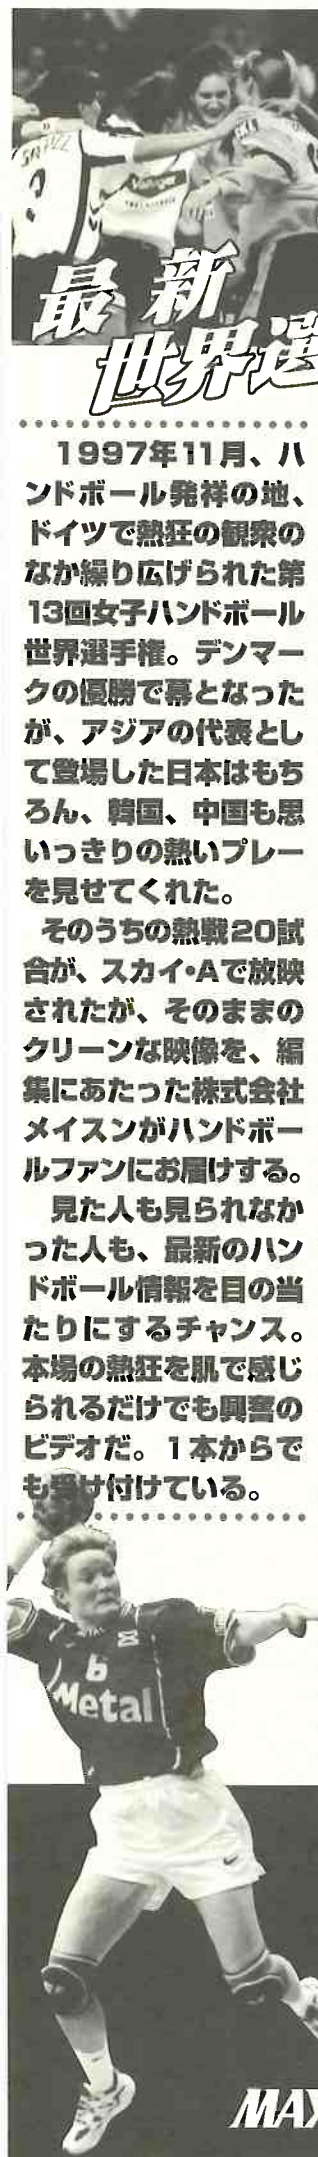 最新
世界選
1997年11月、ハ
ンドボール発祥の地、
ドイツで熱狂の観衆の
なか繰り広げられた第
13回女子ハンドボール
世界選手権。デンマー
クの優勝で幕となった
が、アジアの代表とし
て登場した日本はもち
ろん、韓国、中国も思
いっきりの熱いプレー
を見せてくれた。
そのうちの熱戦20試
合が、スカイ・Aで放映
されたが、そのままの
クリーンな映像を、編
集にあたった株式会社
メイスンがハンドボー
ルファンにお届けする。
見た人も見られなか
った人も、最新のハン
ドボール情報を目の当
たりにするチャンス。
本場の熱狂を肌で感じ
られるだけでも興奮の
ビデオだ。1本からで
も受け付けている。
6
Metal
MAX